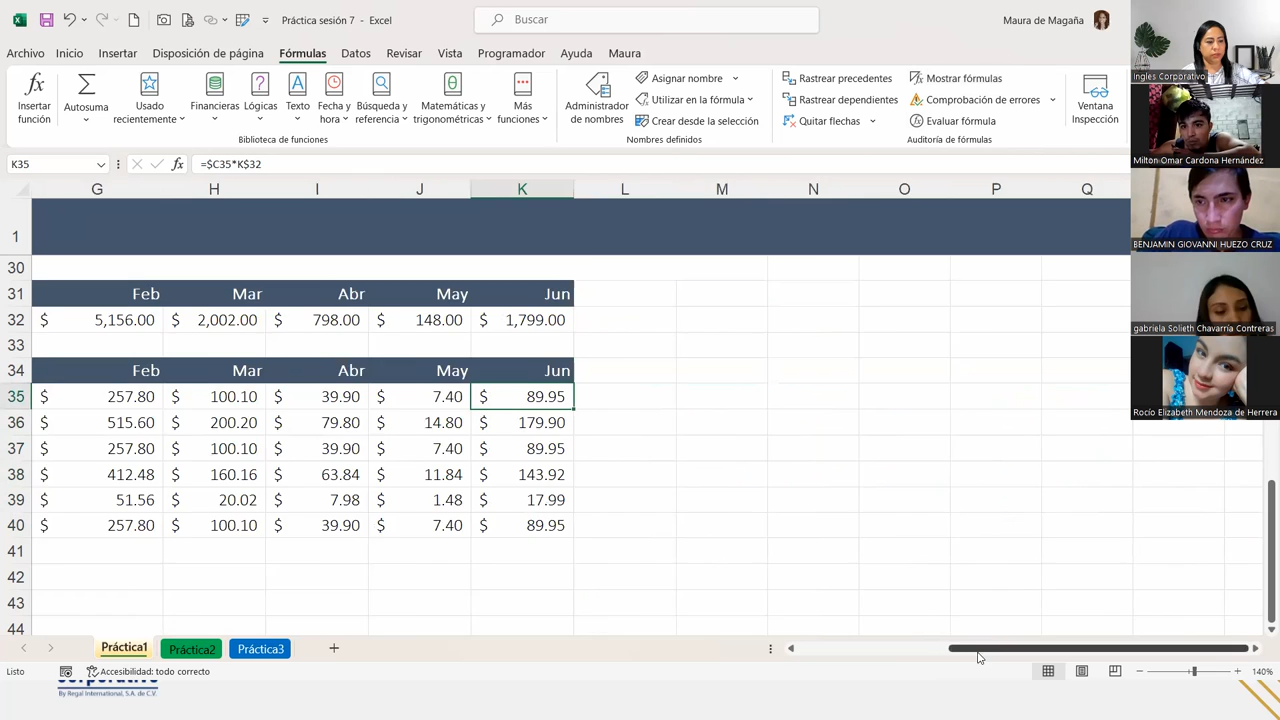 Práctica sesión 7 - Excel
Buscar
Maura de Magaña
Archivo Inicio Insertar Disposición de página Fórmulas Datos Revisar Vista Programador Ayuda Maura
Insertar función
Autosuma
Usado recientemente
Financieras
Lógicas
Texto
Fecha y hora
Búsqueda y referencia
Matemáticas y trigonométricas
Más funciones
Biblioteca de funciones
Administrador de nombres
Asignar nombre
Utilizar en la fórmula
Crear desde la selección
Nombres definidos
Rastrear precedentes
Rastrear dependientes
Quitar flechas
Mostrar fórmulas
Comprobación de errores
Evaluar fórmula
Auditoría de fórmulas
Ventana Inspección
K35 fx =$C35*K$32
G H I J K L M N O P Q
1
30
31 Feb Mar Abr May Jun
32 $ 5,156.00 $ 2,002.00 $ 798.00 $ 148.00 $ 1,799.00
33
34 Feb Mar Abr May Jun
35 $ 257.80 $ 100.10 $ 39.90 $ 7.40 $ 89.95
36 $ 515.60 $ 200.20 $ 79.80 $ 14.80 $ 179.90
37 $ 257.80 $ 100.10 $ 39.90 $ 7.40 $ 89.95
38 $ 412.48 $ 160.16 $ 63.84 $ 11.84 $ 143.92
39 $ 51.56 $ 20.02 $ 7.98 $ 1.48 $ 17.99
40 $ 257.80 $ 100.10 $ 39.90 $ 7.40 $ 89.95
41
42
43
44
Práctica1 Práctica2 Práctica3
Listo
Accesibilidad: todo correcto
140%
By Regal International, S.A. de C.V.
Ingles Corporativo
Milton Omar Cardona Hernández
BENJAMIN GIOVANNI HUEZO CRUZ
gabriela Solieth Chavarría Contreras
Rocío Elizabeth Mendoza de Herrera